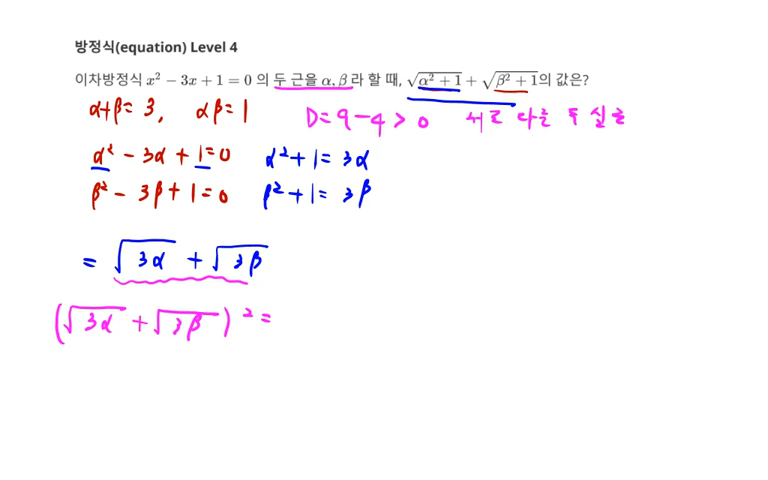 방정식(equation) Level 4
이차방정식 x² − 3x + 1 = 0 의 두 근을 α, β 라 할 때, √(α² + 1) + √(β² + 1)의 값은?
α+β = 3, αβ = 1 D = 9 − 4 > 0 서로 다른 두 실근
α² − 3α + 1 = 0 α² + 1 = 3α
β² − 3β + 1 = 0 β² + 1 = 3β
= √(3α) + √(3β)
(√(3α) + √(3β))² =